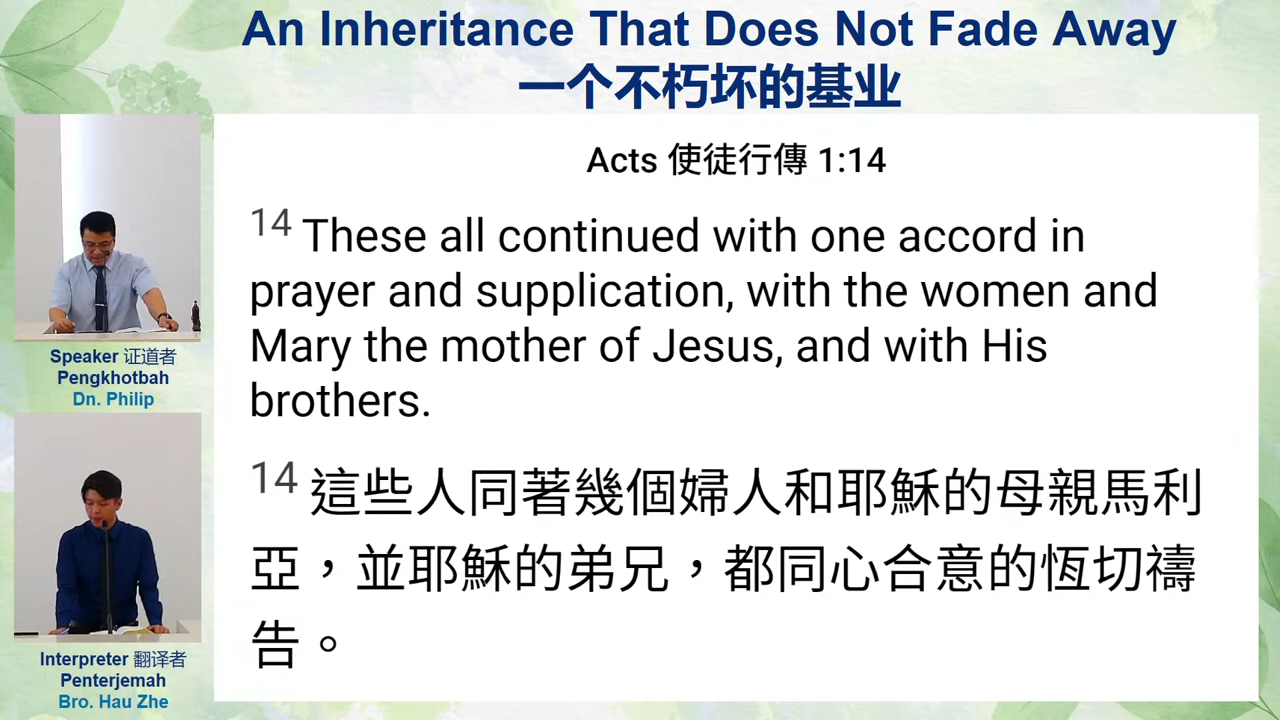 An Inheritance That Does Not Fade Away
一个不朽坏的基业
Acts 使徒行傳 1:14
14 These all continued with one accord in
prayer and supplication, with the women and
Mary the mother of Jesus, and with His
brothers.
14 這些人同著幾個婦人和耶穌的母親馬利
亞，並耶穌的弟兄，都同心合意的恆切禱
告。
Speaker 证道者
Pengkhotbah
Dn. Philip
Interpreter 翻译者
Penterjemah
Bro. Hau Zhe